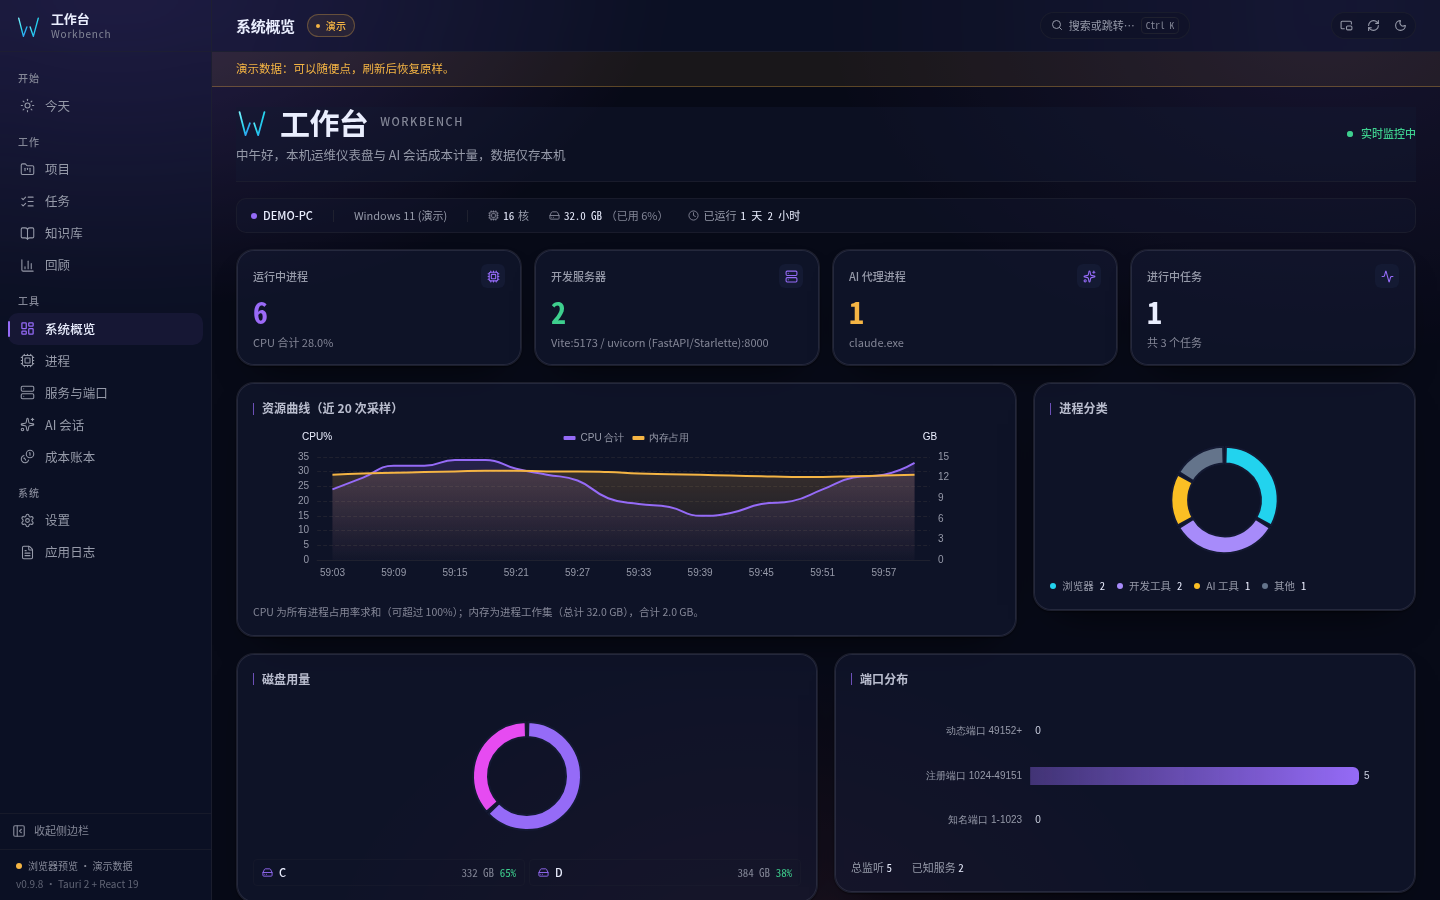 工作台
Workbench
开始
今天
工作
项目
任务
知识库
回顾
工具
系统概览
进程
服务与端口
AI 会话
成本账本
系统
设置
应用日志
收起侧边栏
浏览器预览 · 演示数据
v0.9.8 · Tauri 2 + React 19
系统概览
演示
搜索或跳转…
Ctrl K
演示数据：可以随便点，刷新后恢复原样。
工作台 WORKBENCH
中午好，本机运维仪表盘与 AI 会话成本计量，数据仅存本机
实时监控中
DEMO-PC Windows 11 (演示) 16 核 32.0 GB （已用 6%） 已运行 1 天 2 小时
运行中进程
6
CPU 合计 28.0%
开发服务器
2
Vite:5173 / uvicorn (FastAPI/Starlette):8000
AI 代理进程
1
claude.exe
进行中任务
1
共 3 个任务
资源曲线（近 20 次采样）
CPU% CPU 合计 内存占用 GB
35 15
30 12
25 9
20 6
15 3
10 0
5
0
59:03 59:09 59:15 59:21 59:27 59:33 59:39 59:45 59:51 59:57
CPU 为所有进程占用率求和（可超过 100%）；内存为进程工作集（总计 32.0 GB），合计 2.0 GB。
进程分类
浏览器 2 开发工具 2 AI 工具 1 其他 1
磁盘用量
C 332 GB 65% D 384 GB 38%
端口分布
动态端口 49152+ 0
注册端口 1024-49151 5
知名端口 1-1023 0
总监听 5 已知服务 2